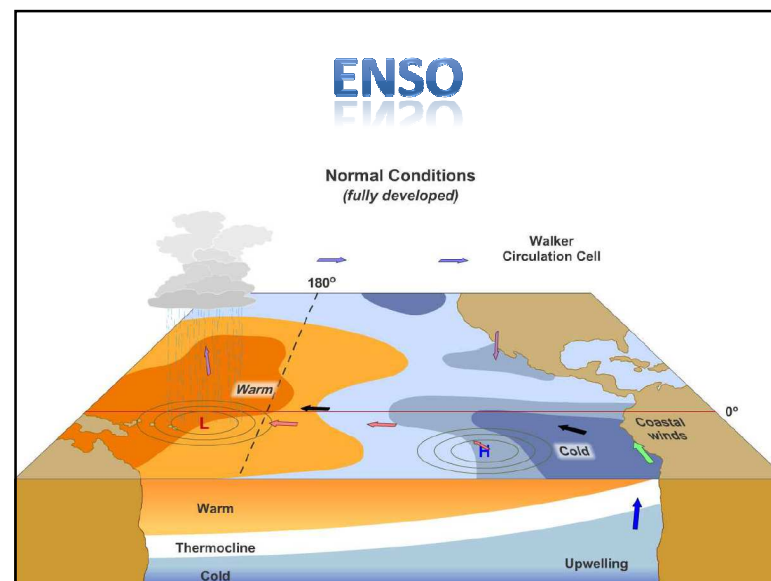 ENSO
Normal Conditions
(fully developed)
Walker
Circulation Cell
180°
Warm
L
0°
Coastal
winds
H
Cold
Warm
Thermocline
Upwelling
Cold